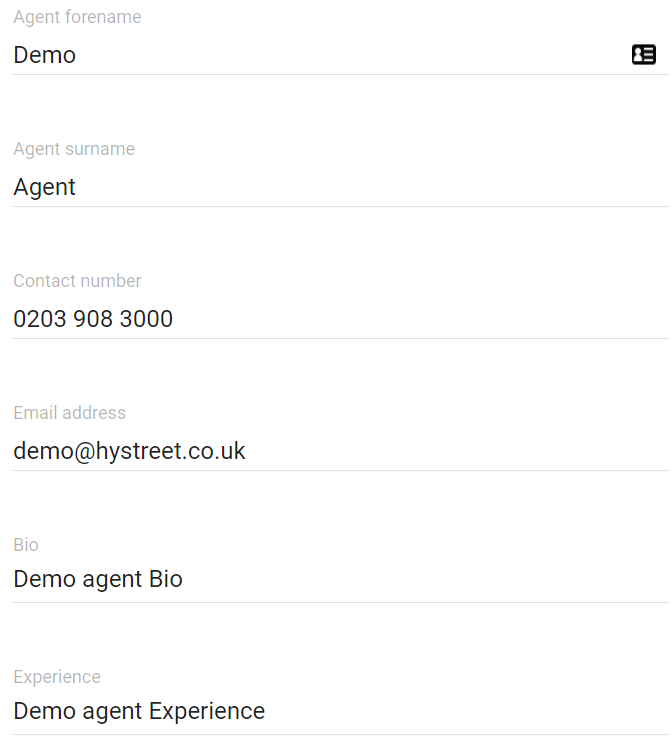 Agent forename
Demo
Agent surname
Agent
Contact number
0203 908 3000
Email address
demo@hystreet.co.uk
Bio
Demo agent Bio
Experience
Demo agent Experience